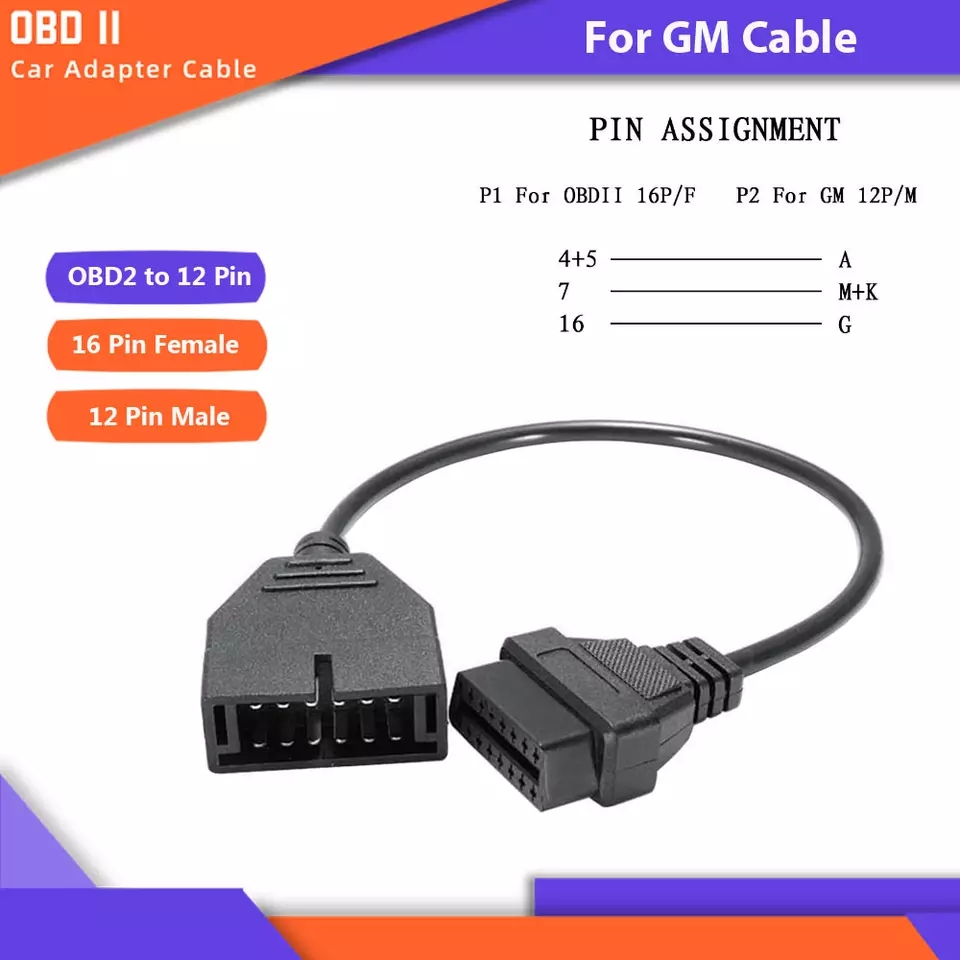 OBD II
Car Adapter Cable
For GM Cable
PIN ASSIGNMENT
P1 For OBDII 16P/F P2 For GM 12P/M
4+5 A
7 M+K
16 G
OBD2 to 12 Pin
16 Pin Female
12 Pin Male